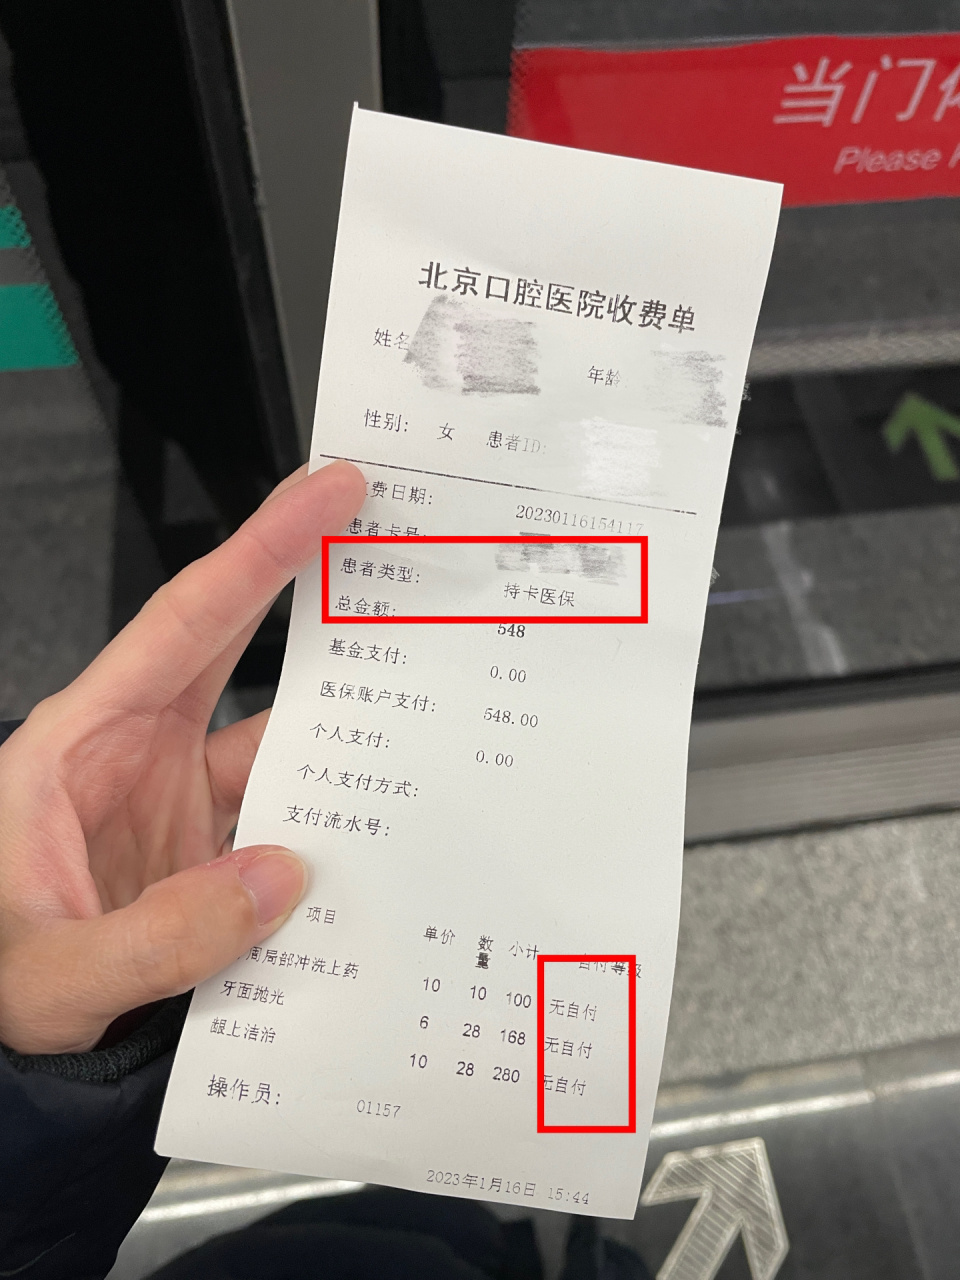 当门
Please
北京口腔医院收费单
姓名
年龄
性别: 女 患者ID:
费日期: 20230116154117
患者卡号:
患者类型: 持卡医保
总金额: 548
基金支付: 0.00
医保账户支付: 548.00
个人支付: 0.00
个人支付方式:
支付流水号:
项目 单价 数量 小计 自付等级
周局部冲洗上药 10 10 100 无自付
牙面抛光 6 28 168 无自付
龈上洁治 10 28 280 无自付
操作员: 01157
2023年1月16日 15:44